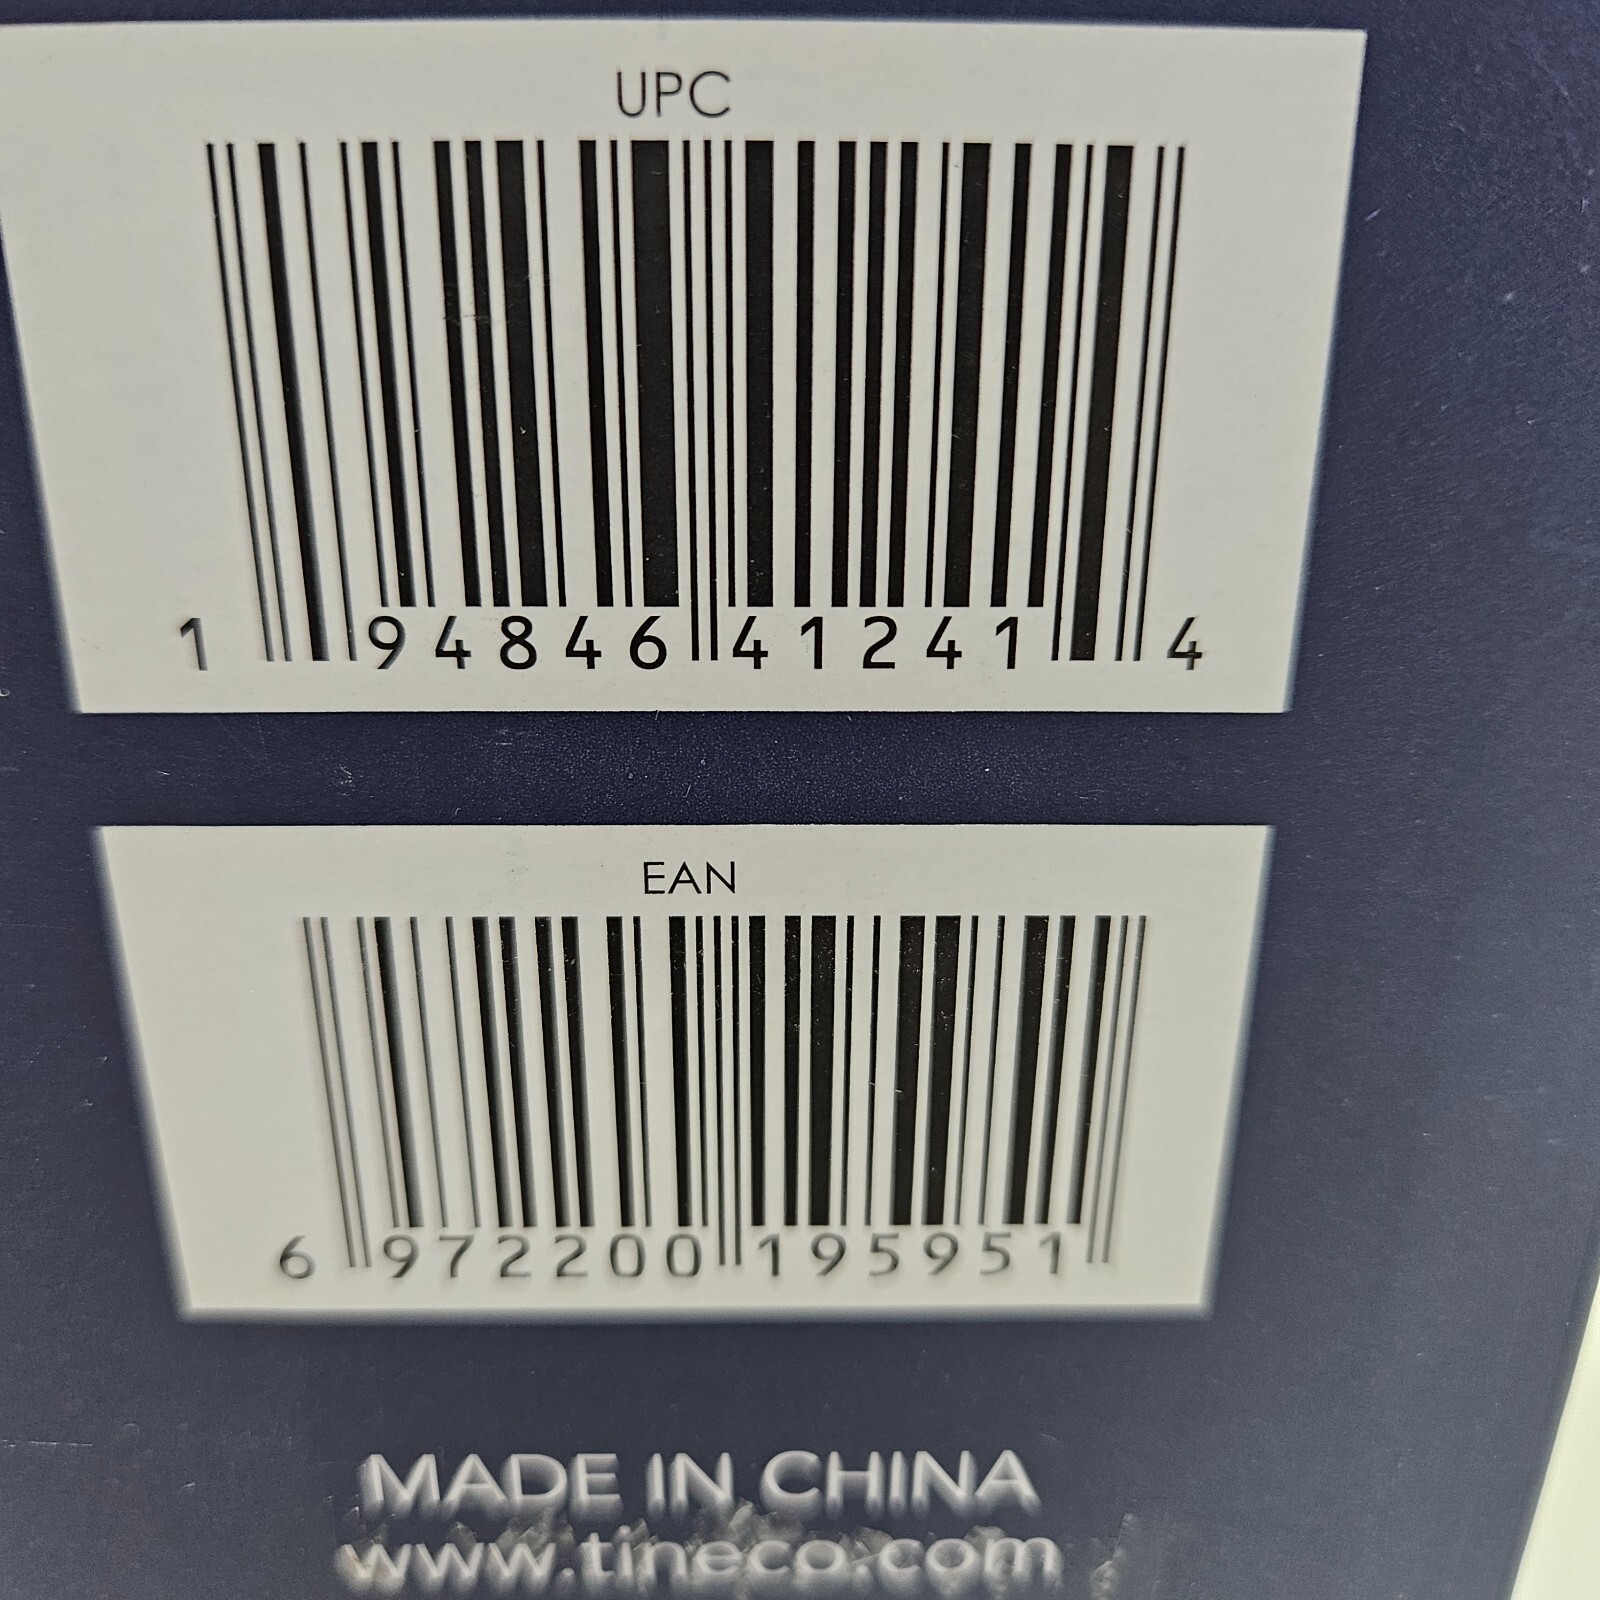 UPC
1 94846 41241 4
EAN
6 972200 195951
MADE IN CHINA
www.tineco.com